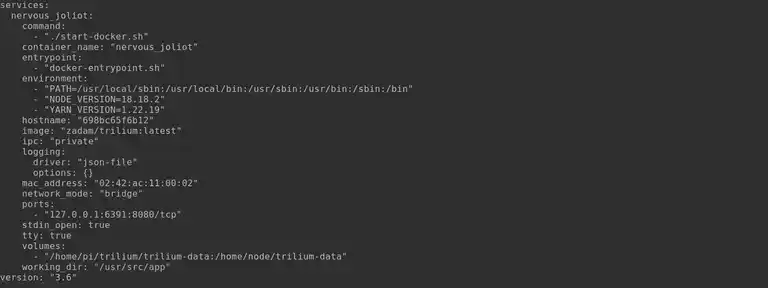 services:
  nervous_joliot:
    command:
      - "./start-docker.sh"
    container_name: "nervous_joliot"
    entrypoint:
      - "docker-entrypoint.sh"
    environment:
      - "PATH=/usr/local/sbin:/usr/local/bin:/usr/sbin:/usr/bin:/sbin:/bin"
      - "NODE_VERSION=18.18.2"
      - "YARN_VERSION=1.22.19"
    hostname: "698bc65f6b12"
    image: "zadam/trilium:latest"
    ipc: "private"
    logging:
      driver: "json-file"
      options: {}
    mac_address: "02:42:ac:11:00:02"
    network_mode: "bridge"
    ports:
      - "127.0.0.1:6391:8080/tcp"
    stdin_open: true
    tty: true
    volumes:
      - "/home/pi/trilium/trilium-data:/home/node/trilium-data"
    working_dir: "/usr/src/app"
version: "3.6"